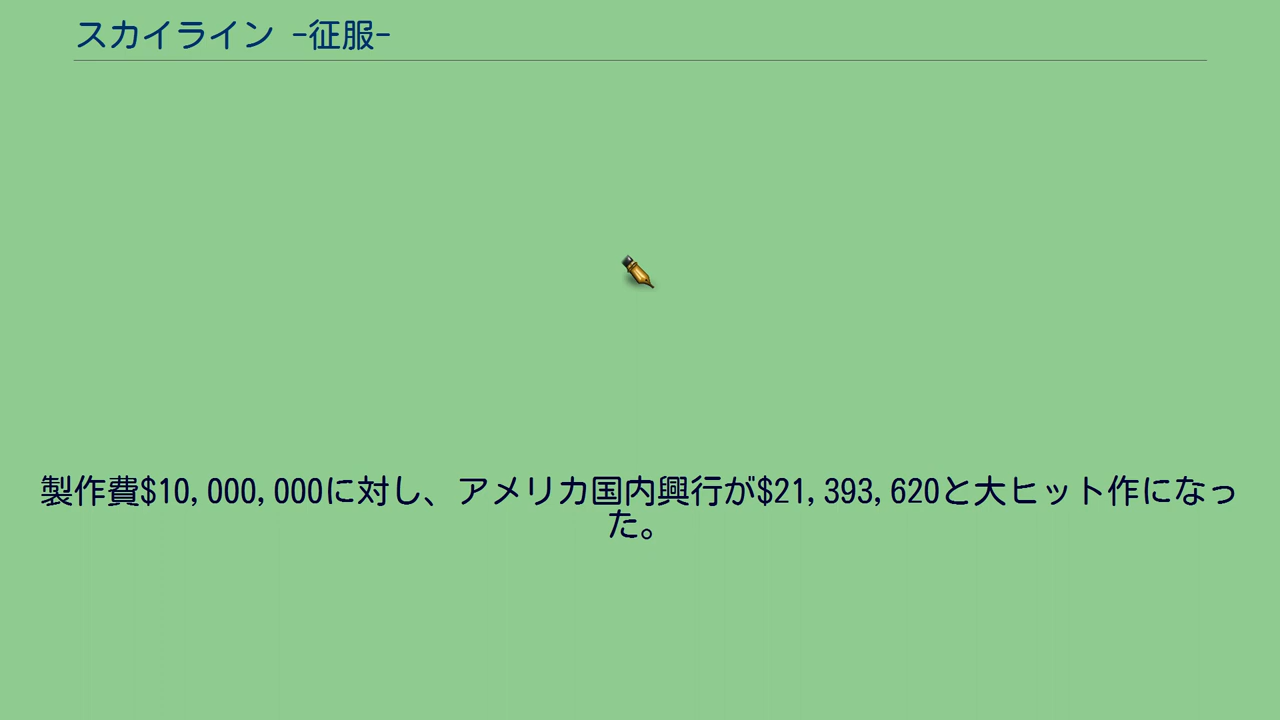 スカイライン -征服-
製作費$10,000,000に対し、アメリカ国内興行が$21,393,620と大ヒット作になっ
た。